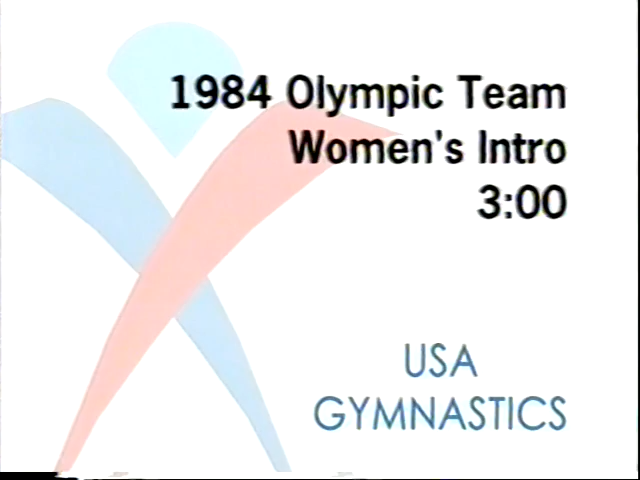 1984 Olympic Team
Women's Intro
3:00
USA
GYMNASTICS